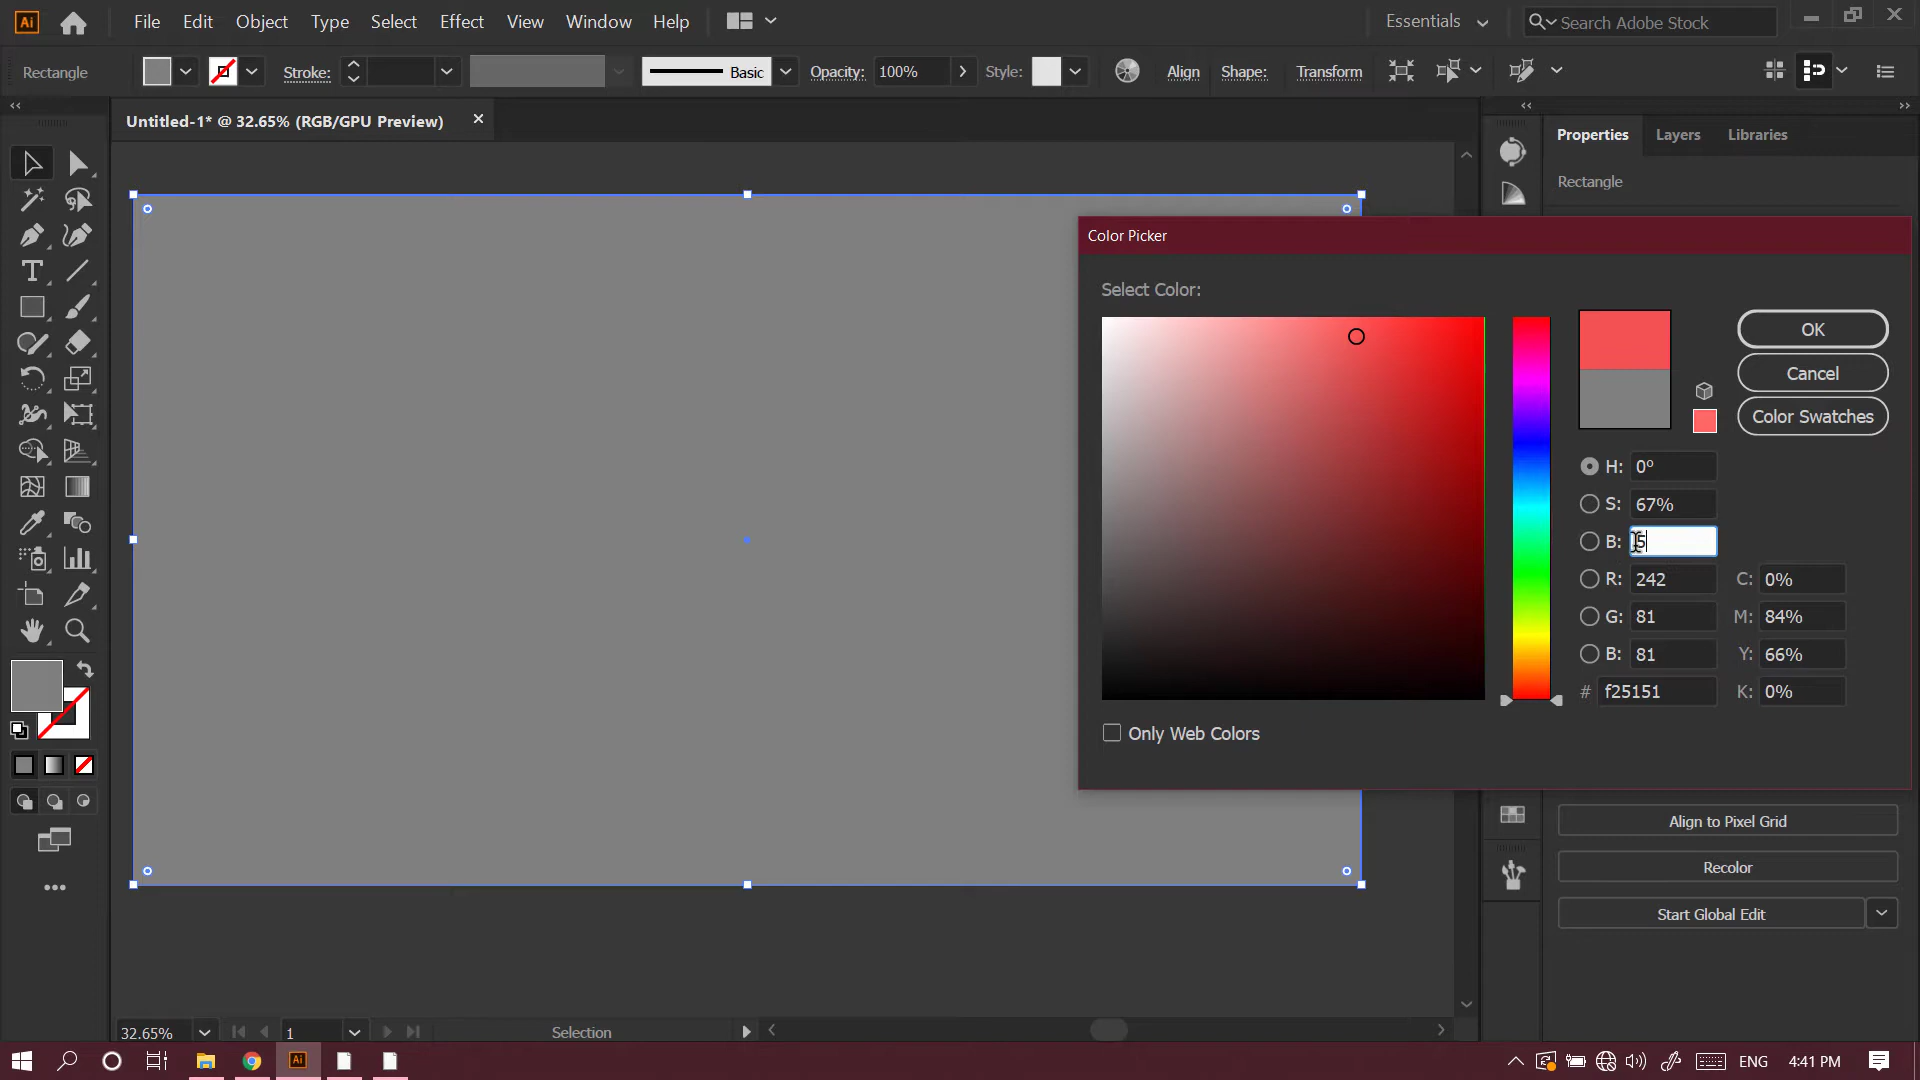 Ai File Edit Object Type Select Effect View Window Help Essentials Search Adobe Stock
Rectangle Stroke: Basic Opacity: 100% Style: Align Shape: Transform
Untitled-1* @ 32.65% (RGB/GPU Preview)
Properties Layers Libraries
Rectangle
Color Picker
Select Color:
OK
Cancel
Color Swatches
H: 0°
S: 67%
B: 5
R: 242 C: 0%
G: 81 M: 84%
B: 81 Y: 66%
# f25151 K: 0%
Only Web Colors
T
Align to Pixel Grid
Recolor
Start Global Edit
32.65% 1 Selection
Ai ENG 4:41 PM